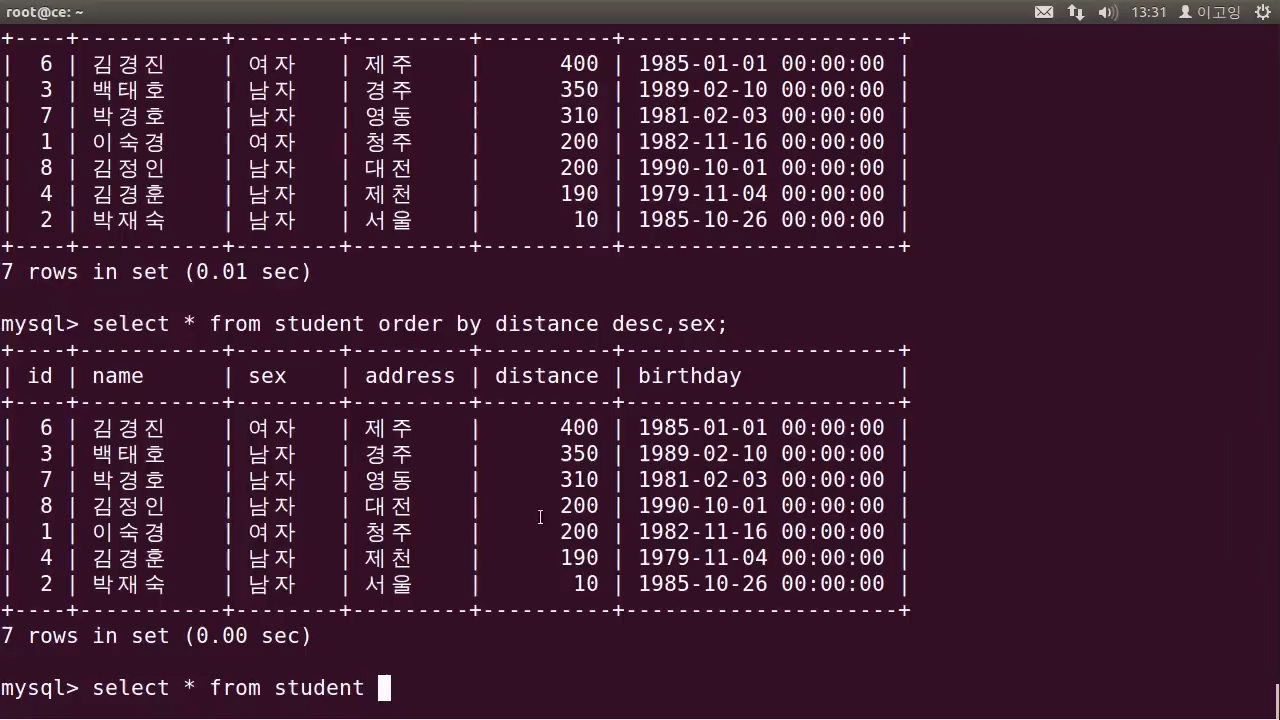 root@ce: ~ 13:31 이고잉
+----+-----------+--------+---------+----------+---------------------+
| 6 | 김경진 | 여자 | 제주 | 400 | 1985-01-01 00:00:00 |
| 3 | 백태호 | 남자 | 경주 | 350 | 1989-02-10 00:00:00 |
| 7 | 박경호 | 남자 | 영동 | 310 | 1981-02-03 00:00:00 |
| 1 | 이숙경 | 여자 | 청주 | 200 | 1982-11-16 00:00:00 |
| 8 | 김정인 | 남자 | 대전 | 200 | 1990-10-01 00:00:00 |
| 4 | 김경훈 | 남자 | 제천 | 190 | 1979-11-04 00:00:00 |
| 2 | 박재숙 | 남자 | 서울 | 10 | 1985-10-26 00:00:00 |
+----+-----------+--------+---------+----------+---------------------+
7 rows in set (0.01 sec)
mysql> select * from student order by distance desc,sex;
+----+-----------+--------+---------+----------+---------------------+
| id | name | sex | address | distance | birthday |
+----+-----------+--------+---------+----------+---------------------+
| 6 | 김경진 | 여자 | 제주 | 400 | 1985-01-01 00:00:00 |
| 3 | 백태호 | 남자 | 경주 | 350 | 1989-02-10 00:00:00 |
| 7 | 박경호 | 남자 | 영동 | 310 | 1981-02-03 00:00:00 |
| 8 | 김정인 | 남자 | 대전 | 200 | 1990-10-01 00:00:00 |
| 1 | 이숙경 | 여자 | 청주 | 200 | 1982-11-16 00:00:00 |
| 4 | 김경훈 | 남자 | 제천 | 190 | 1979-11-04 00:00:00 |
| 2 | 박재숙 | 남자 | 서울 | 10 | 1985-10-26 00:00:00 |
+----+-----------+--------+---------+----------+---------------------+
7 rows in set (0.00 sec)
mysql> select * from student